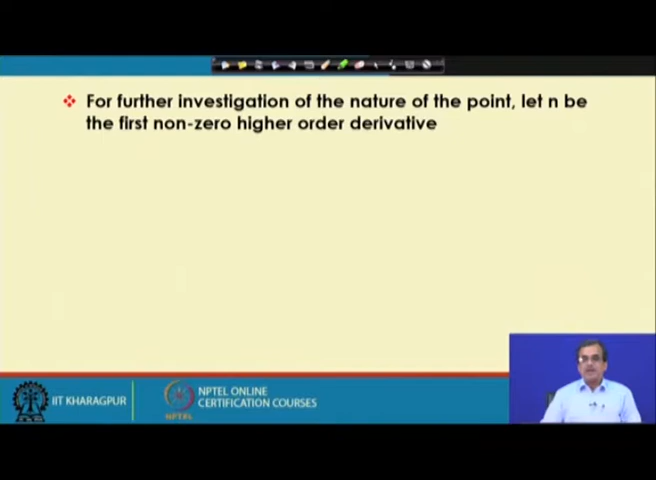 For further investigation of the nature of the point, let n be
the first non-zero higher order derivative
IIT KHARAGPUR
NPTEL
NPTEL ONLINE
CERTIFICATION COURSES